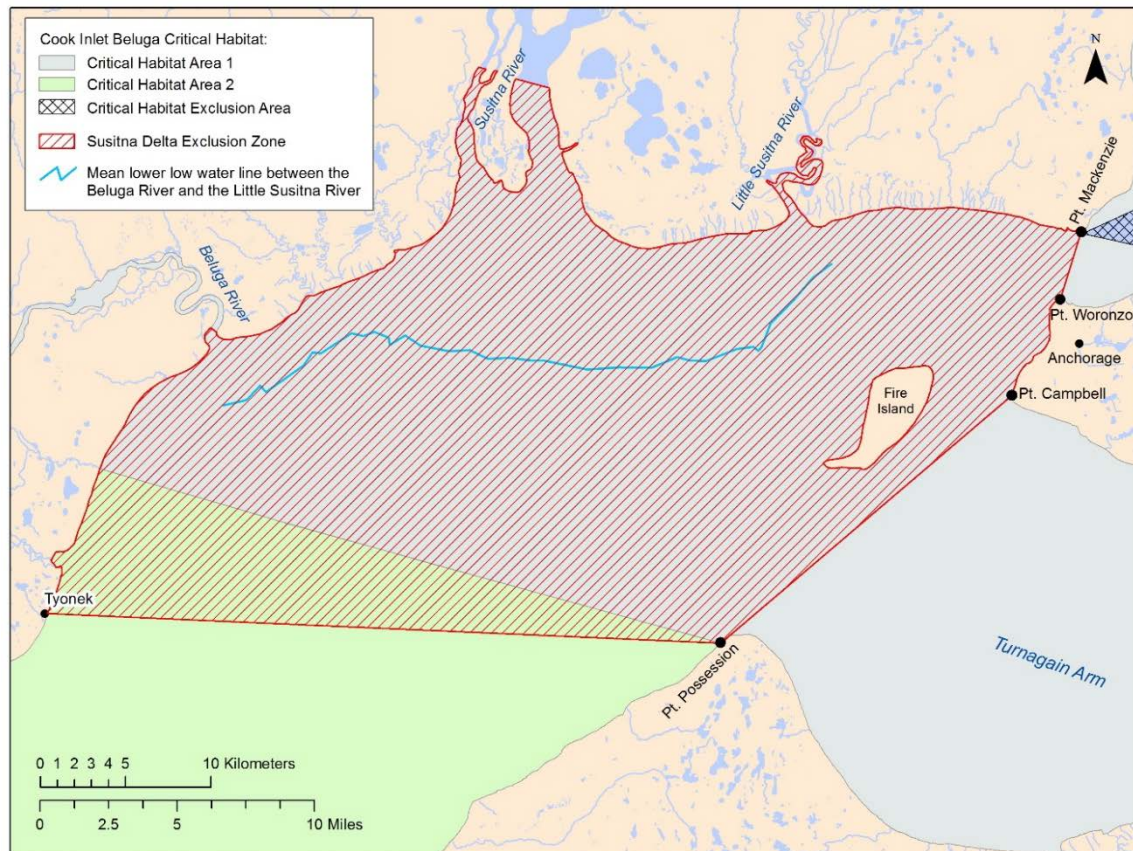 Cook Inlet Beluga Critical Habitat:
Critical Habitat Area 1
Critical Habitat Area 2
Critical Habitat Exclusion Area
Susitna Delta Exclusion Zone
Mean lower low water line between the
Beluga River and the Little Susitna River
N
Susitna River
Little Susitna River
Pt. Mackenzie
Beluga River
Pt. Woronzo
Anchorage
Pt. Campbell
Fire
Island
Tyonek
Pt. Possession
Turnagain Arm
0 1 2 3 4 5 10 Kilometers
0 2.5 5 10 Miles